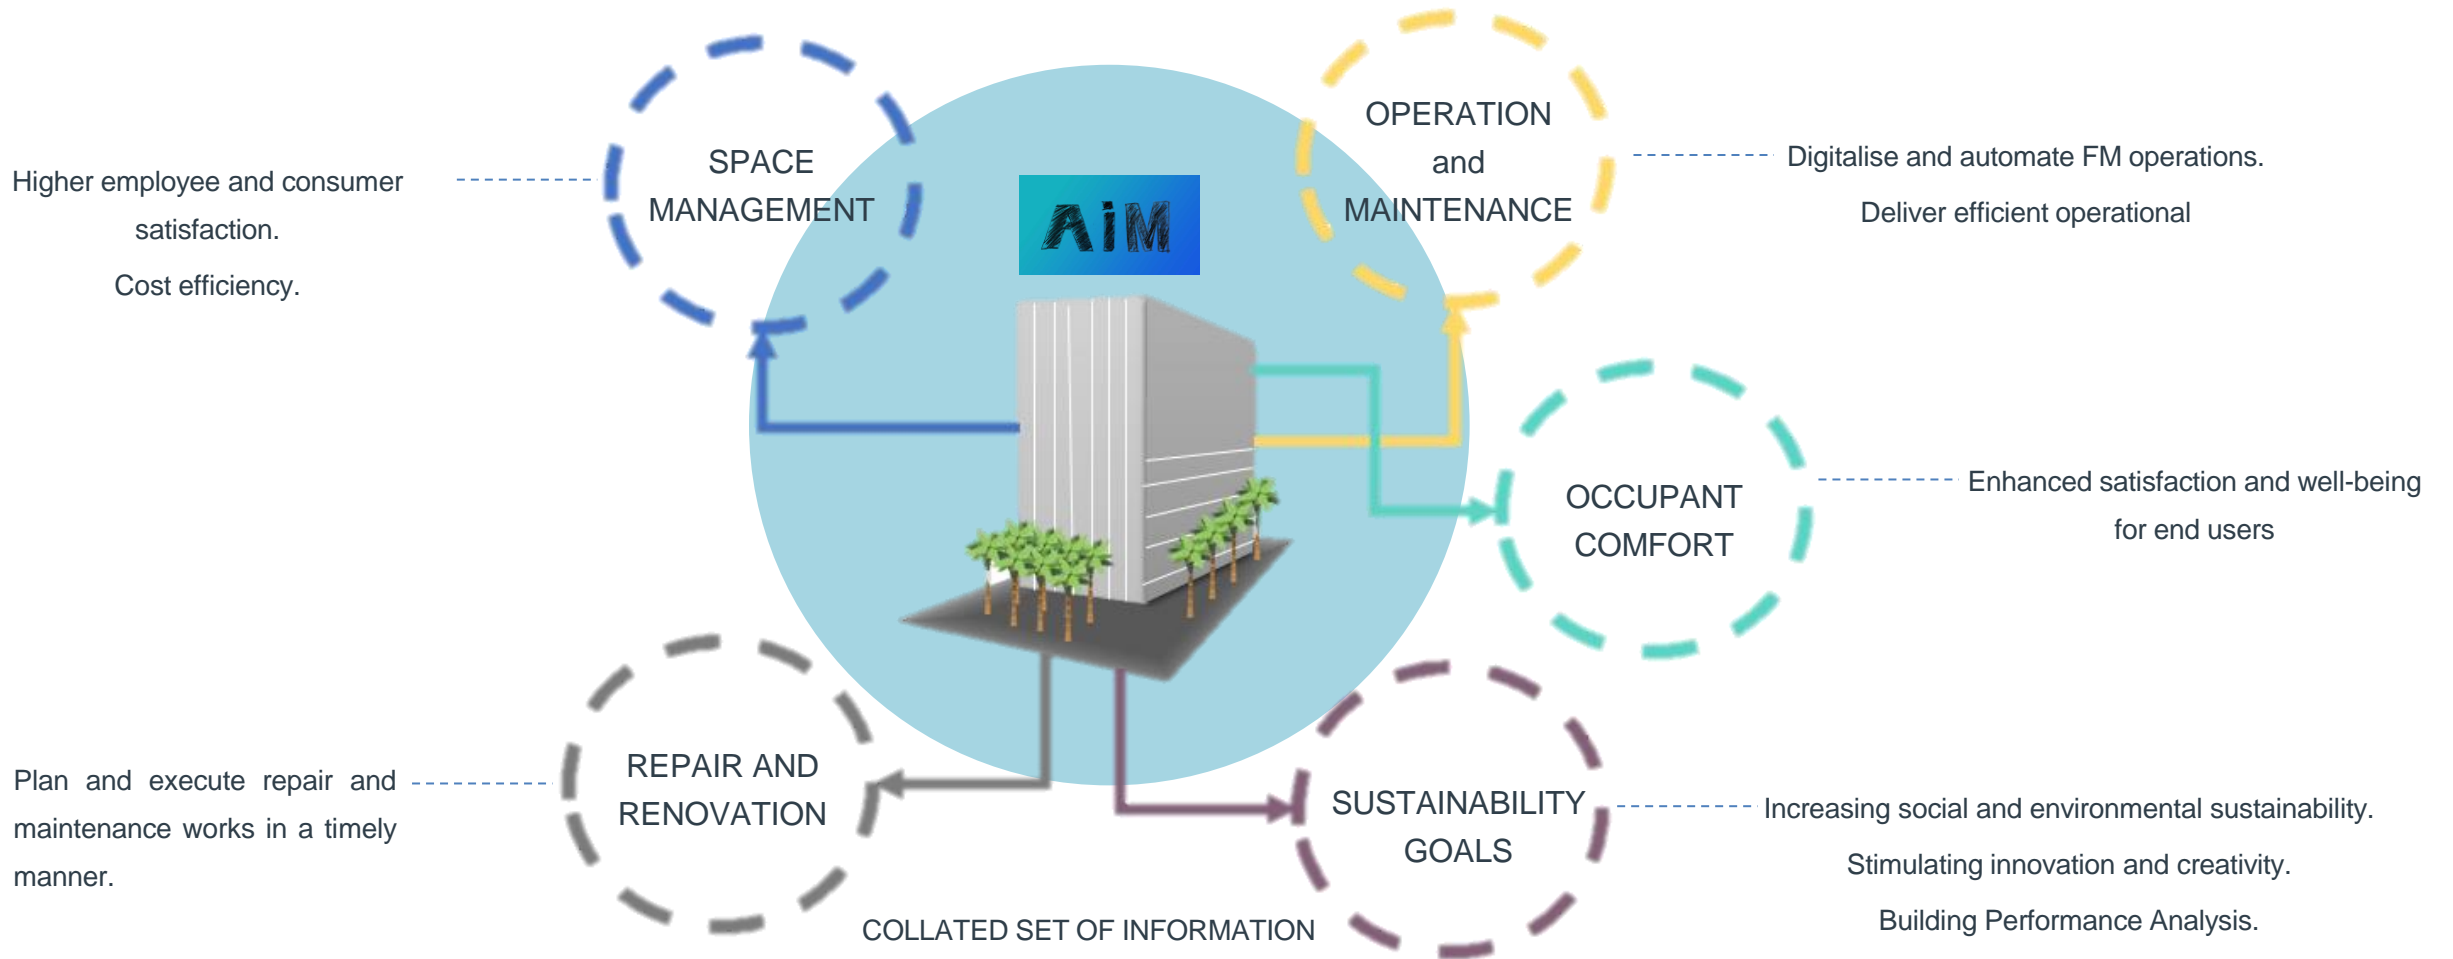 Higher employee and consumer
satisfaction.
Cost efficiency.
SPACE
MANAGEMENT
AiM
OPERATION
and
MAINTENANCE
Digitalise and automate FM operations.
Deliver efficient operational
OCCUPANT
COMFORT
Enhanced satisfaction and well-being
for end users
Plan and execute repair and
maintenance works in a timely
manner.
REPAIR AND
RENOVATION
SUSTAINABILITY
GOALS
Increasing social and environmental sustainability.
Stimulating innovation and creativity.
Building Performance Analysis.
COLLATED SET OF INFORMATION